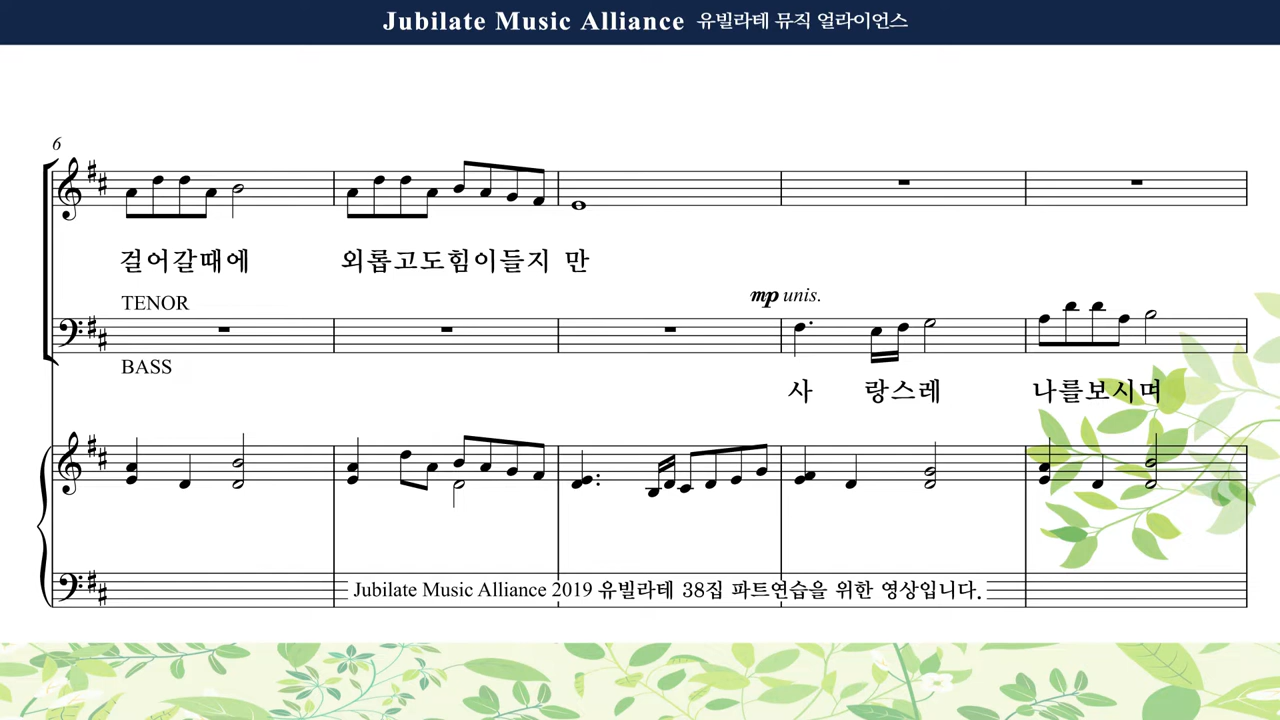 Jubilate Music Alliance 유빌라테 뮤직 얼라이언스
6
걸어갈때에 외롭고도힘이들지 만
TENOR
mp unis.
BASS
사 랑스레 나를보시며
Jubilate Music Alliance 2019 유빌라테 38집 파트연습을 위한 영상입니다.